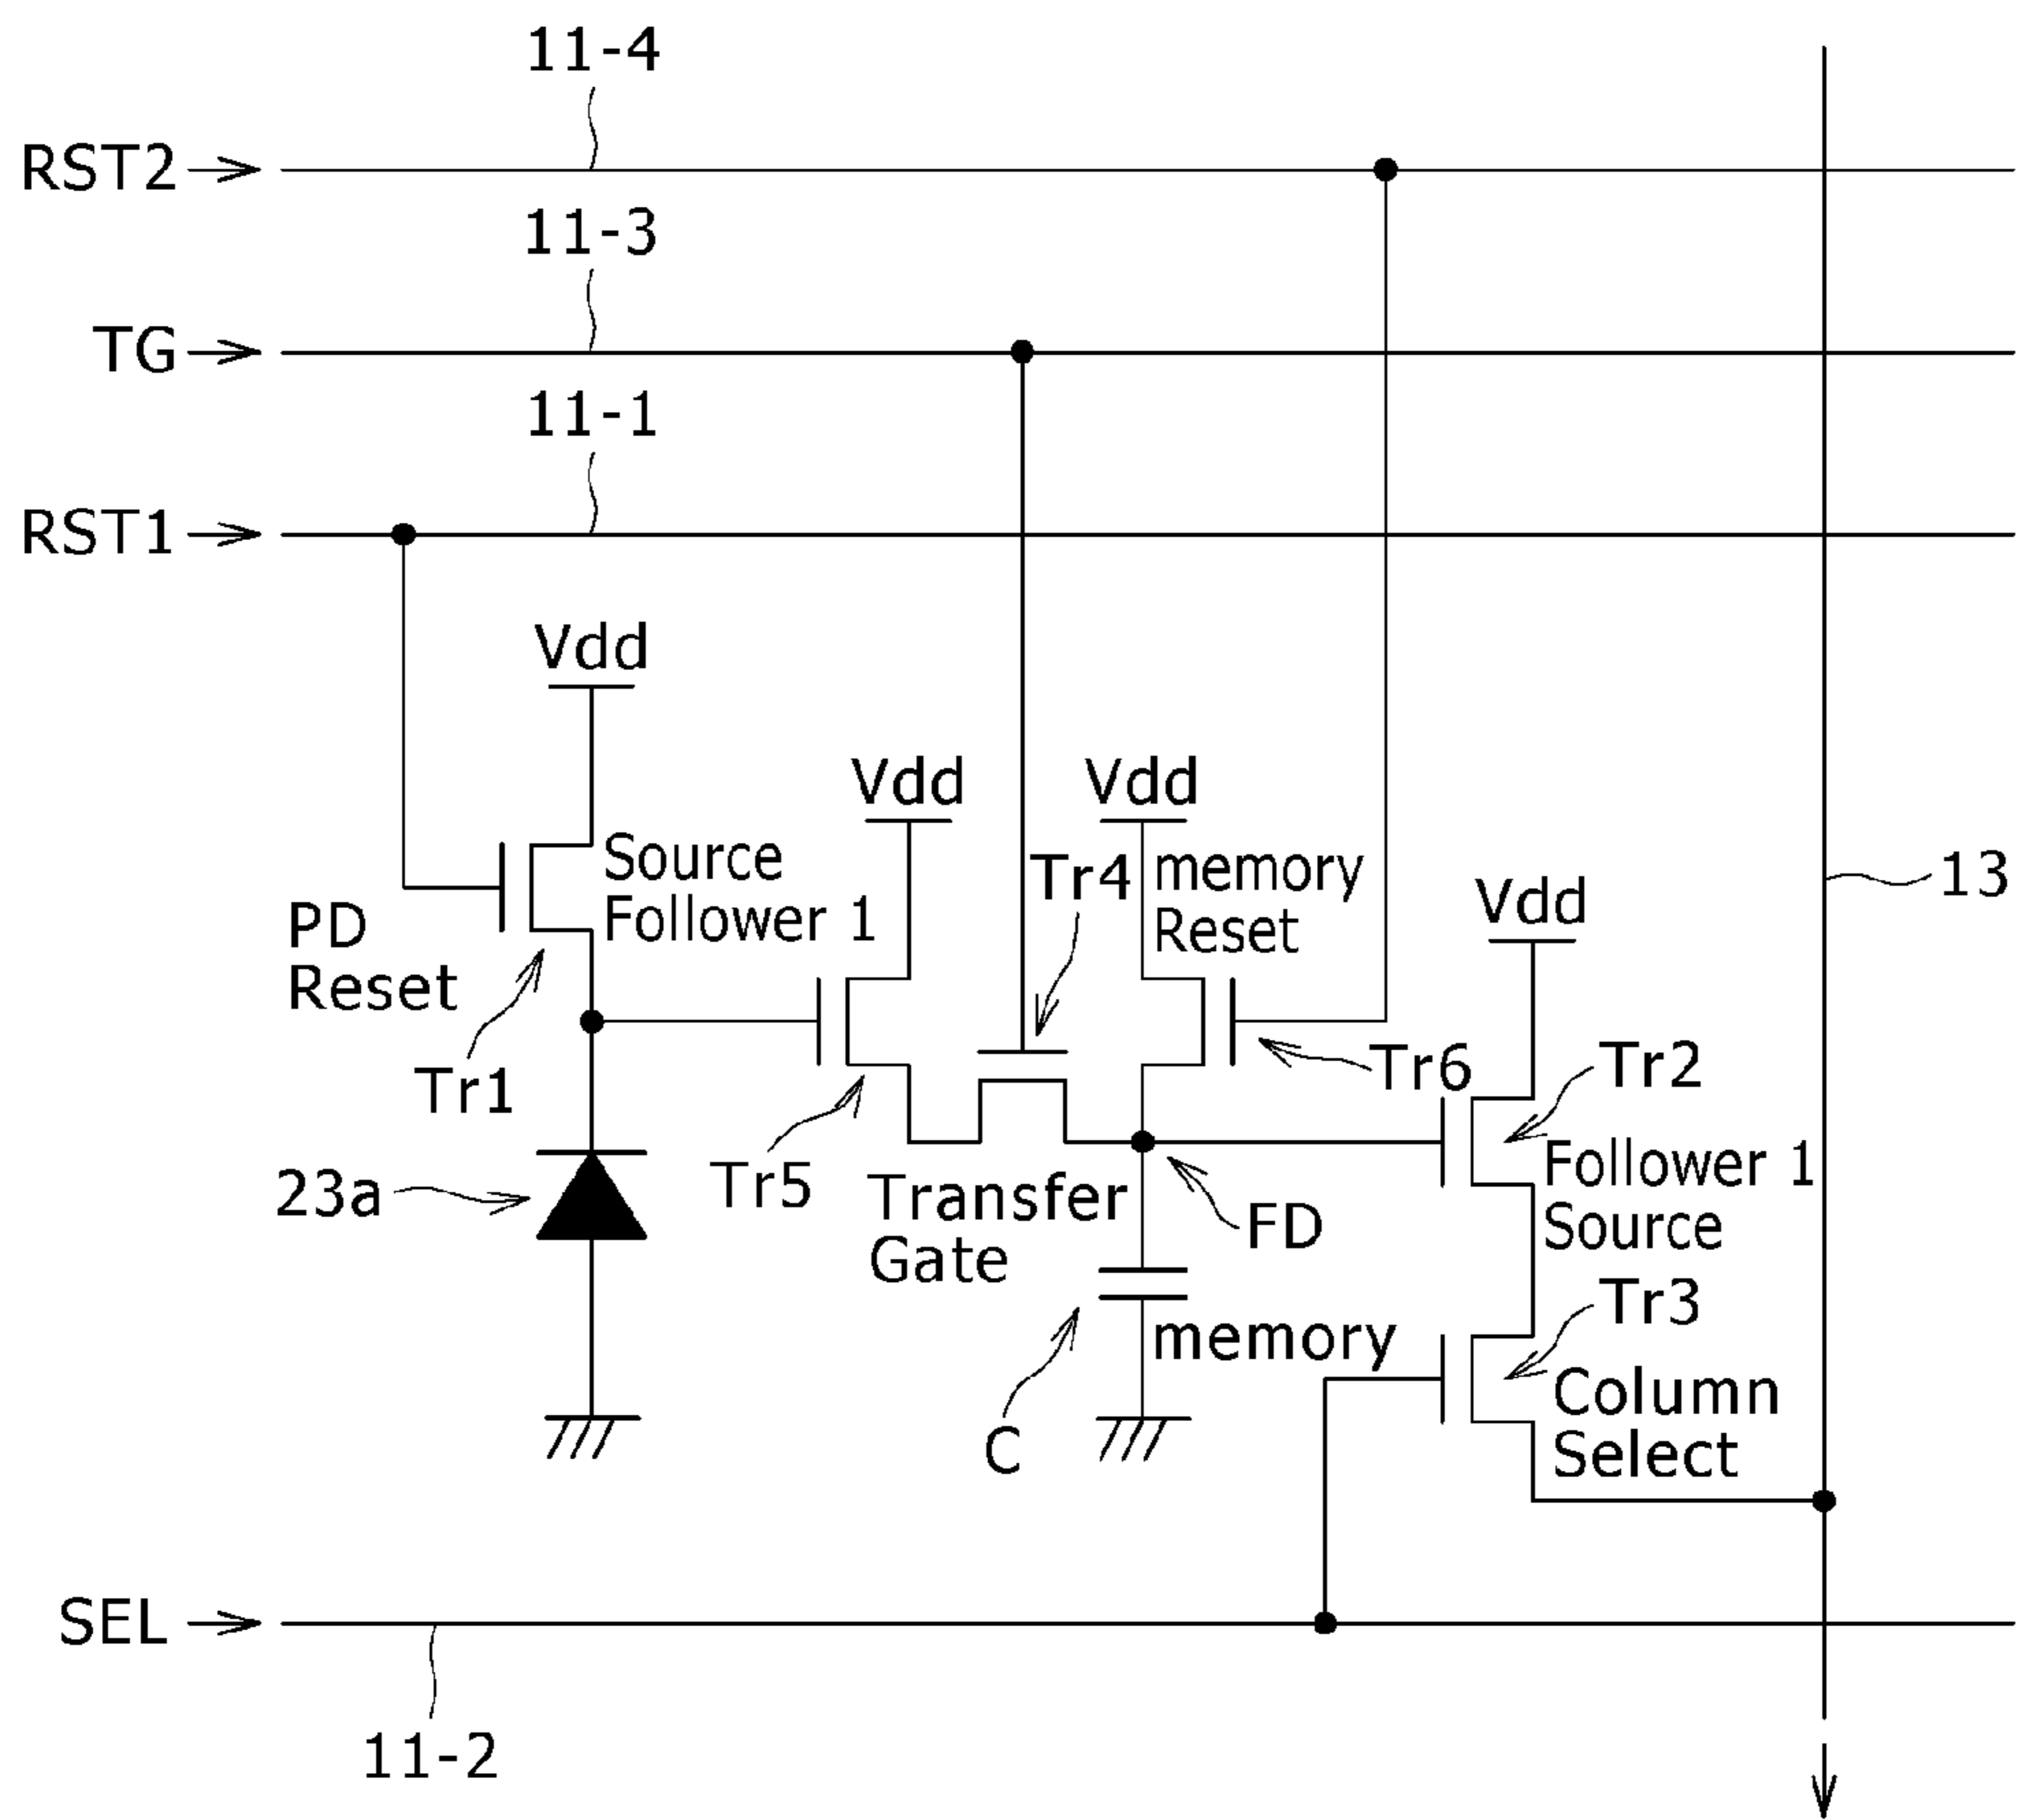 11-4
RST2
11-3
TG
11-1
RST1
Vdd
Vdd
Vdd
Source
Follower 1
Tr4
memory
Reset
13
Vdd
PD
Reset
Tr1
Tr6
Tr2
23a
Tr5
Transfer
Gate
FD
Follower 1
Source
Tr3
memory
C
Column
Select
SEL
11-2